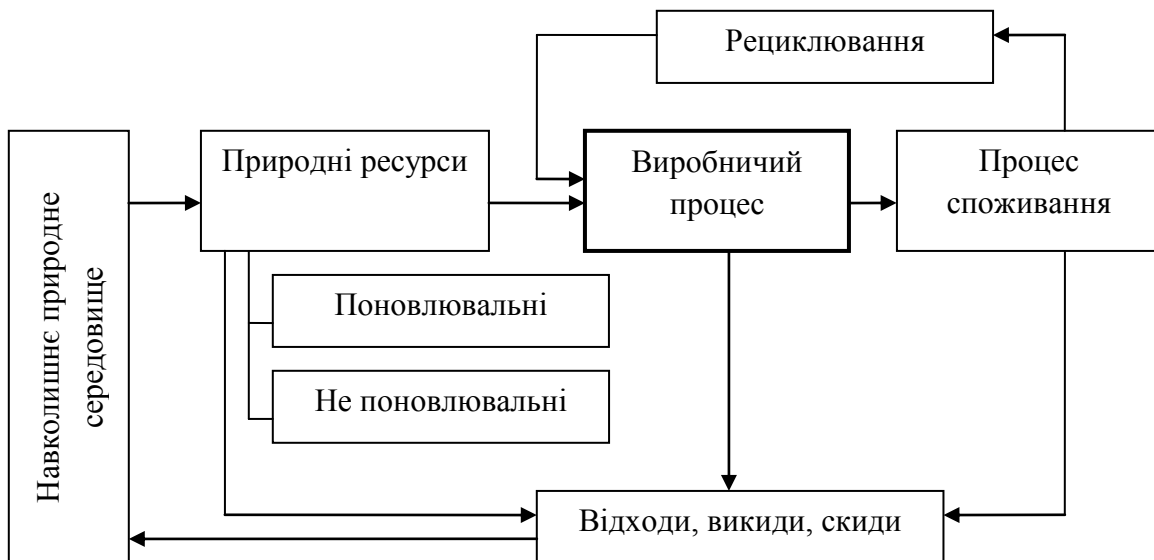 Рециклювання
Навколишнє природне
середовище
Природні ресурси
Виробничий
процес
Процес
споживання
Поновлювальні
Не поновлювальні
Відходи, викиди, скиди